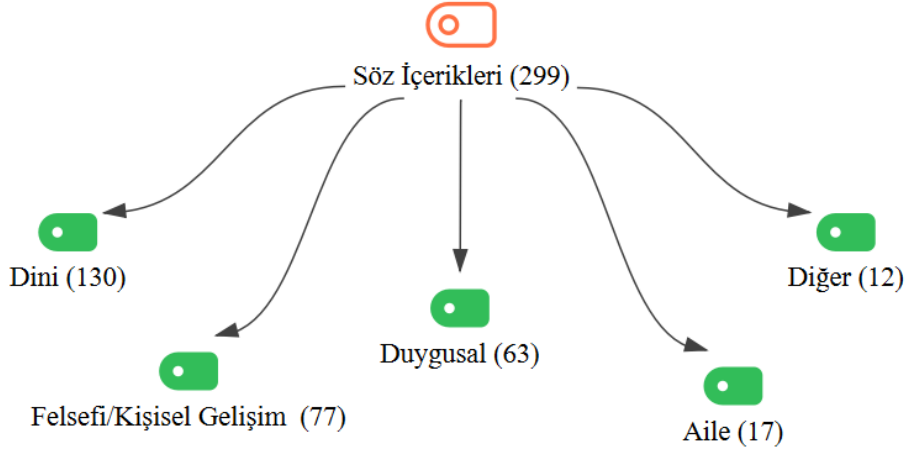 Söz İçerikleri (299)
Dini (130)
Diğer (12)
Duygusal (63)
Felsefi/Kişisel Gelişim  (77)
Aile (17)